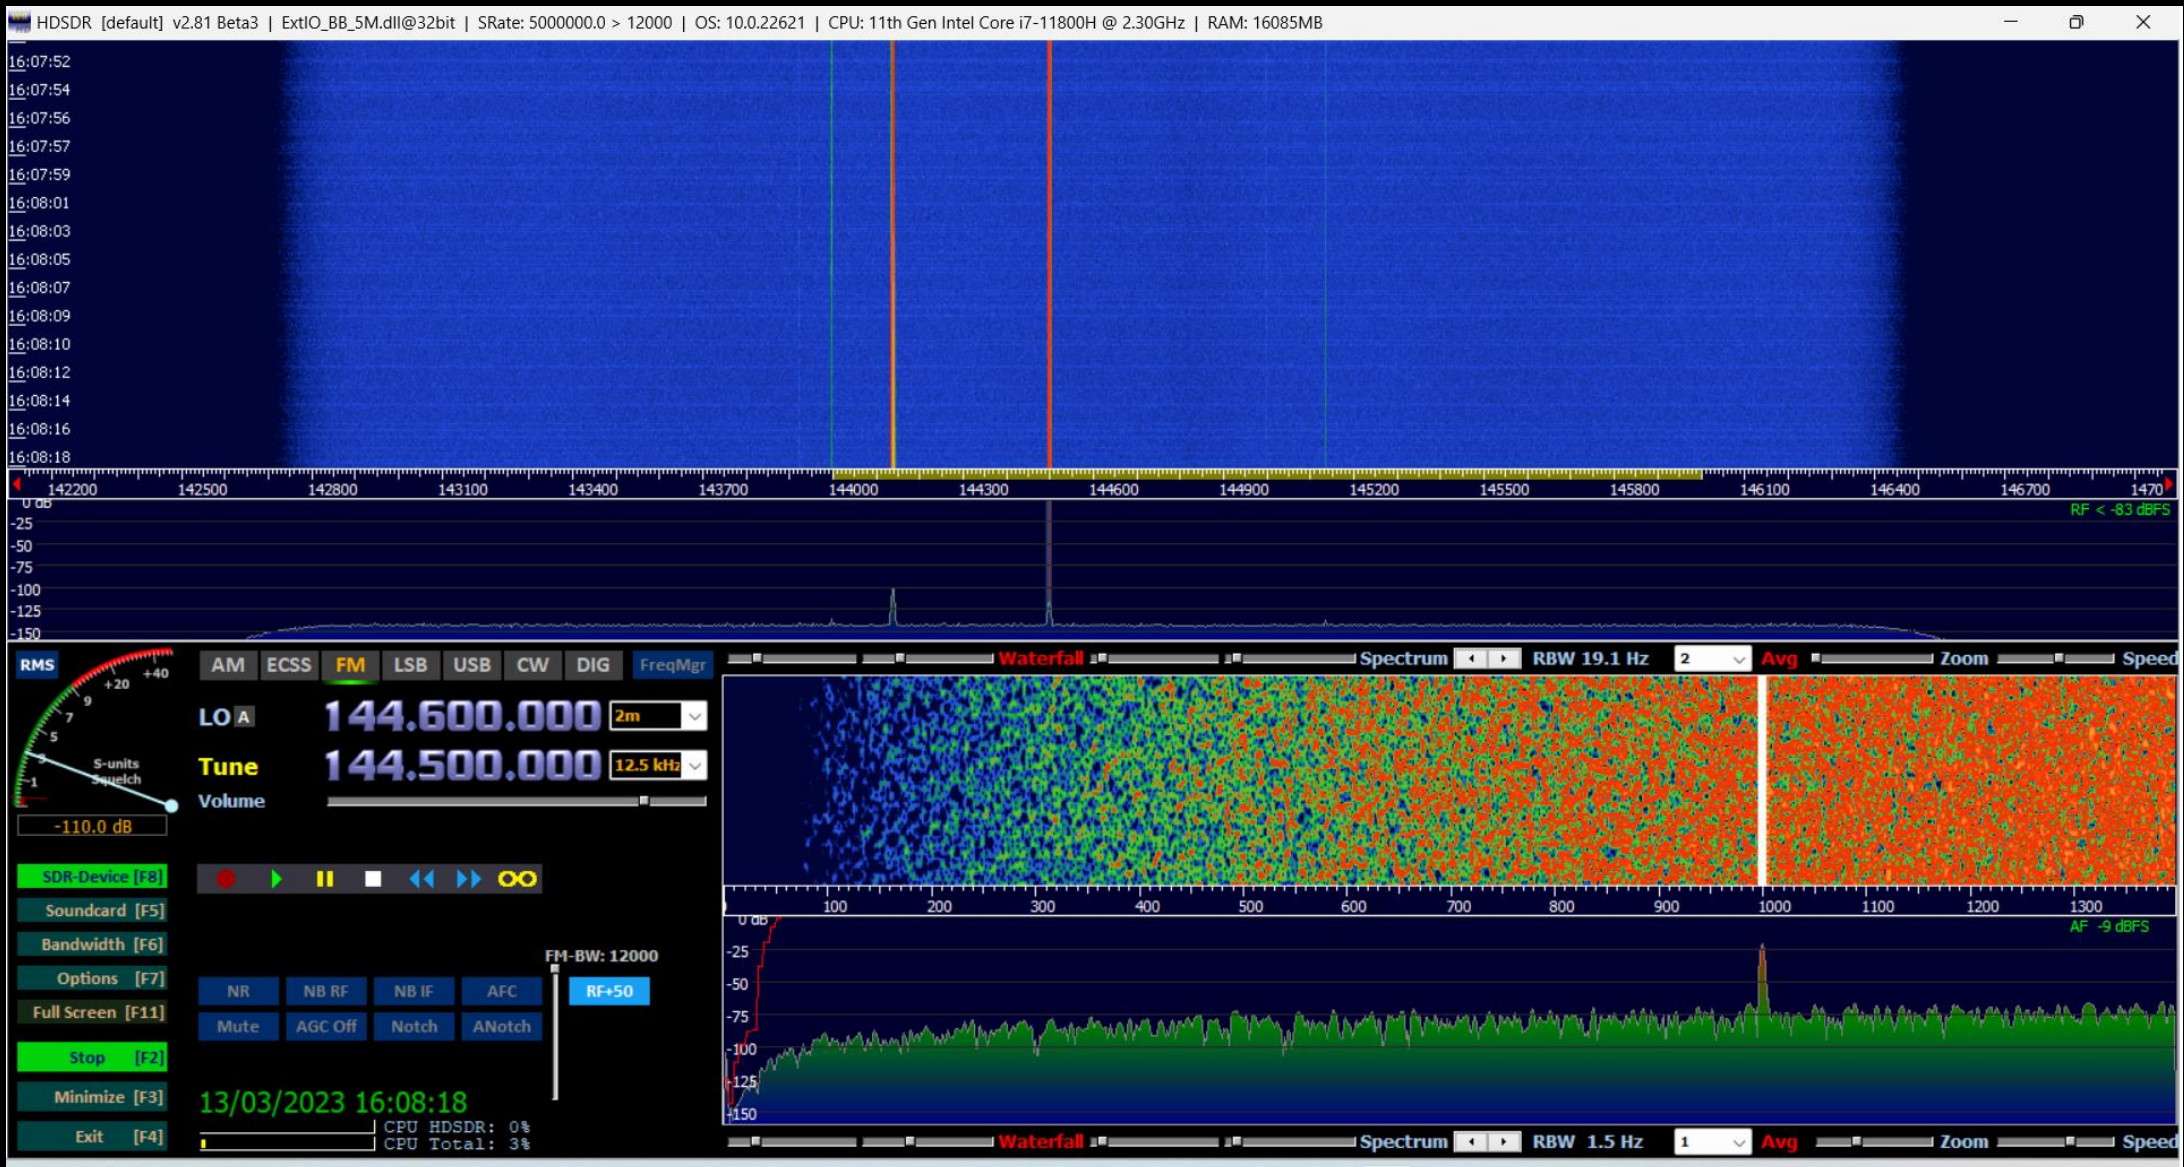 HDSDR [default] v2.81 Beta3 | ExtIO_BB_5M.dll@32bit | SRate: 5000000.0 > 12000 | OS: 10.0.22621 | CPU: 11th Gen Intel Core i7-11800H @ 2.30GHz | RAM: 16085MB
16:07:52
16:07:54
16:07:56
16:07:57
16:07:59
16:08:01
16:08:03
16:08:05
16:08:07
16:08:09
16:08:10
16:08:12
16:08:14
16:08:16
16:08:18
142200 142500 142800 143100 143400 143700 144000 144300 144600 144900 145200 145500 145800 146100 146400 146700 1470
0 dB RF < -83 dBFS
-25
-50
-75
-100
-125
-150
RMS +20 +40 9 7 5 3 1
S-units
Squelch
-110.0 dB
AM ECSS FM LSB USB CW DIG FreqMgr
LO A 144.600.000 2m
Tune 144.500.000 12.5 kHz
Volume
Waterfall Spectrum RBW 19.1 Hz 2 Avg Zoom Speed
SDR-Device [F8]
Soundcard [F5]
Bandwidth [F6]
Options [F7]
Full Screen [F11]
Stop [F2]
Minimize [F3]
Exit [F4]
FM-BW: 12000
NR NB RF NB IF AFC RF+50
Mute AGC Off Notch ANotch
13/03/2023 16:08:18
CPU HDSDR: 0%
CPU Total: 3%
100 200 300 400 500 600 700 800 900 1000 1100 1200 1300
0 dB AF -9 dBFS
-25
-50
-75
-100
-125
-150
Waterfall Spectrum RBW 1.5 Hz 1 Avg Zoom Speed